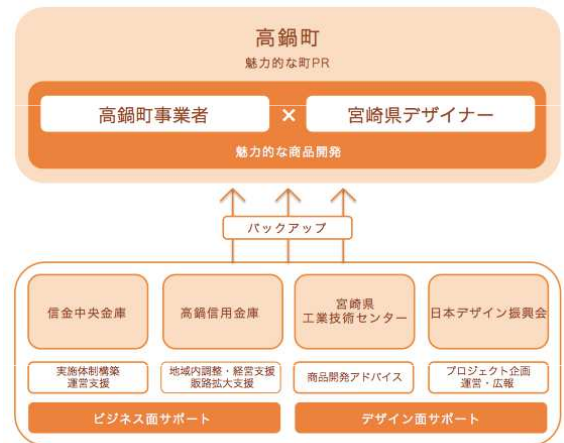 高鍋町
魅力的な町PR
高鍋町事業者 × 宮崎県デザイナー
魅力的な商品開発
バックアップ
信金中央金庫
高鍋信用金庫
宮崎県
工業技術センター
日本デザイン振興会
実施体制構築
運営支援
地域内調整・経営支援
販路拡大支援
商品開発アドバイス
プロジェクト企画
運営・広報
ビジネス面サポート
デザイン面サポート